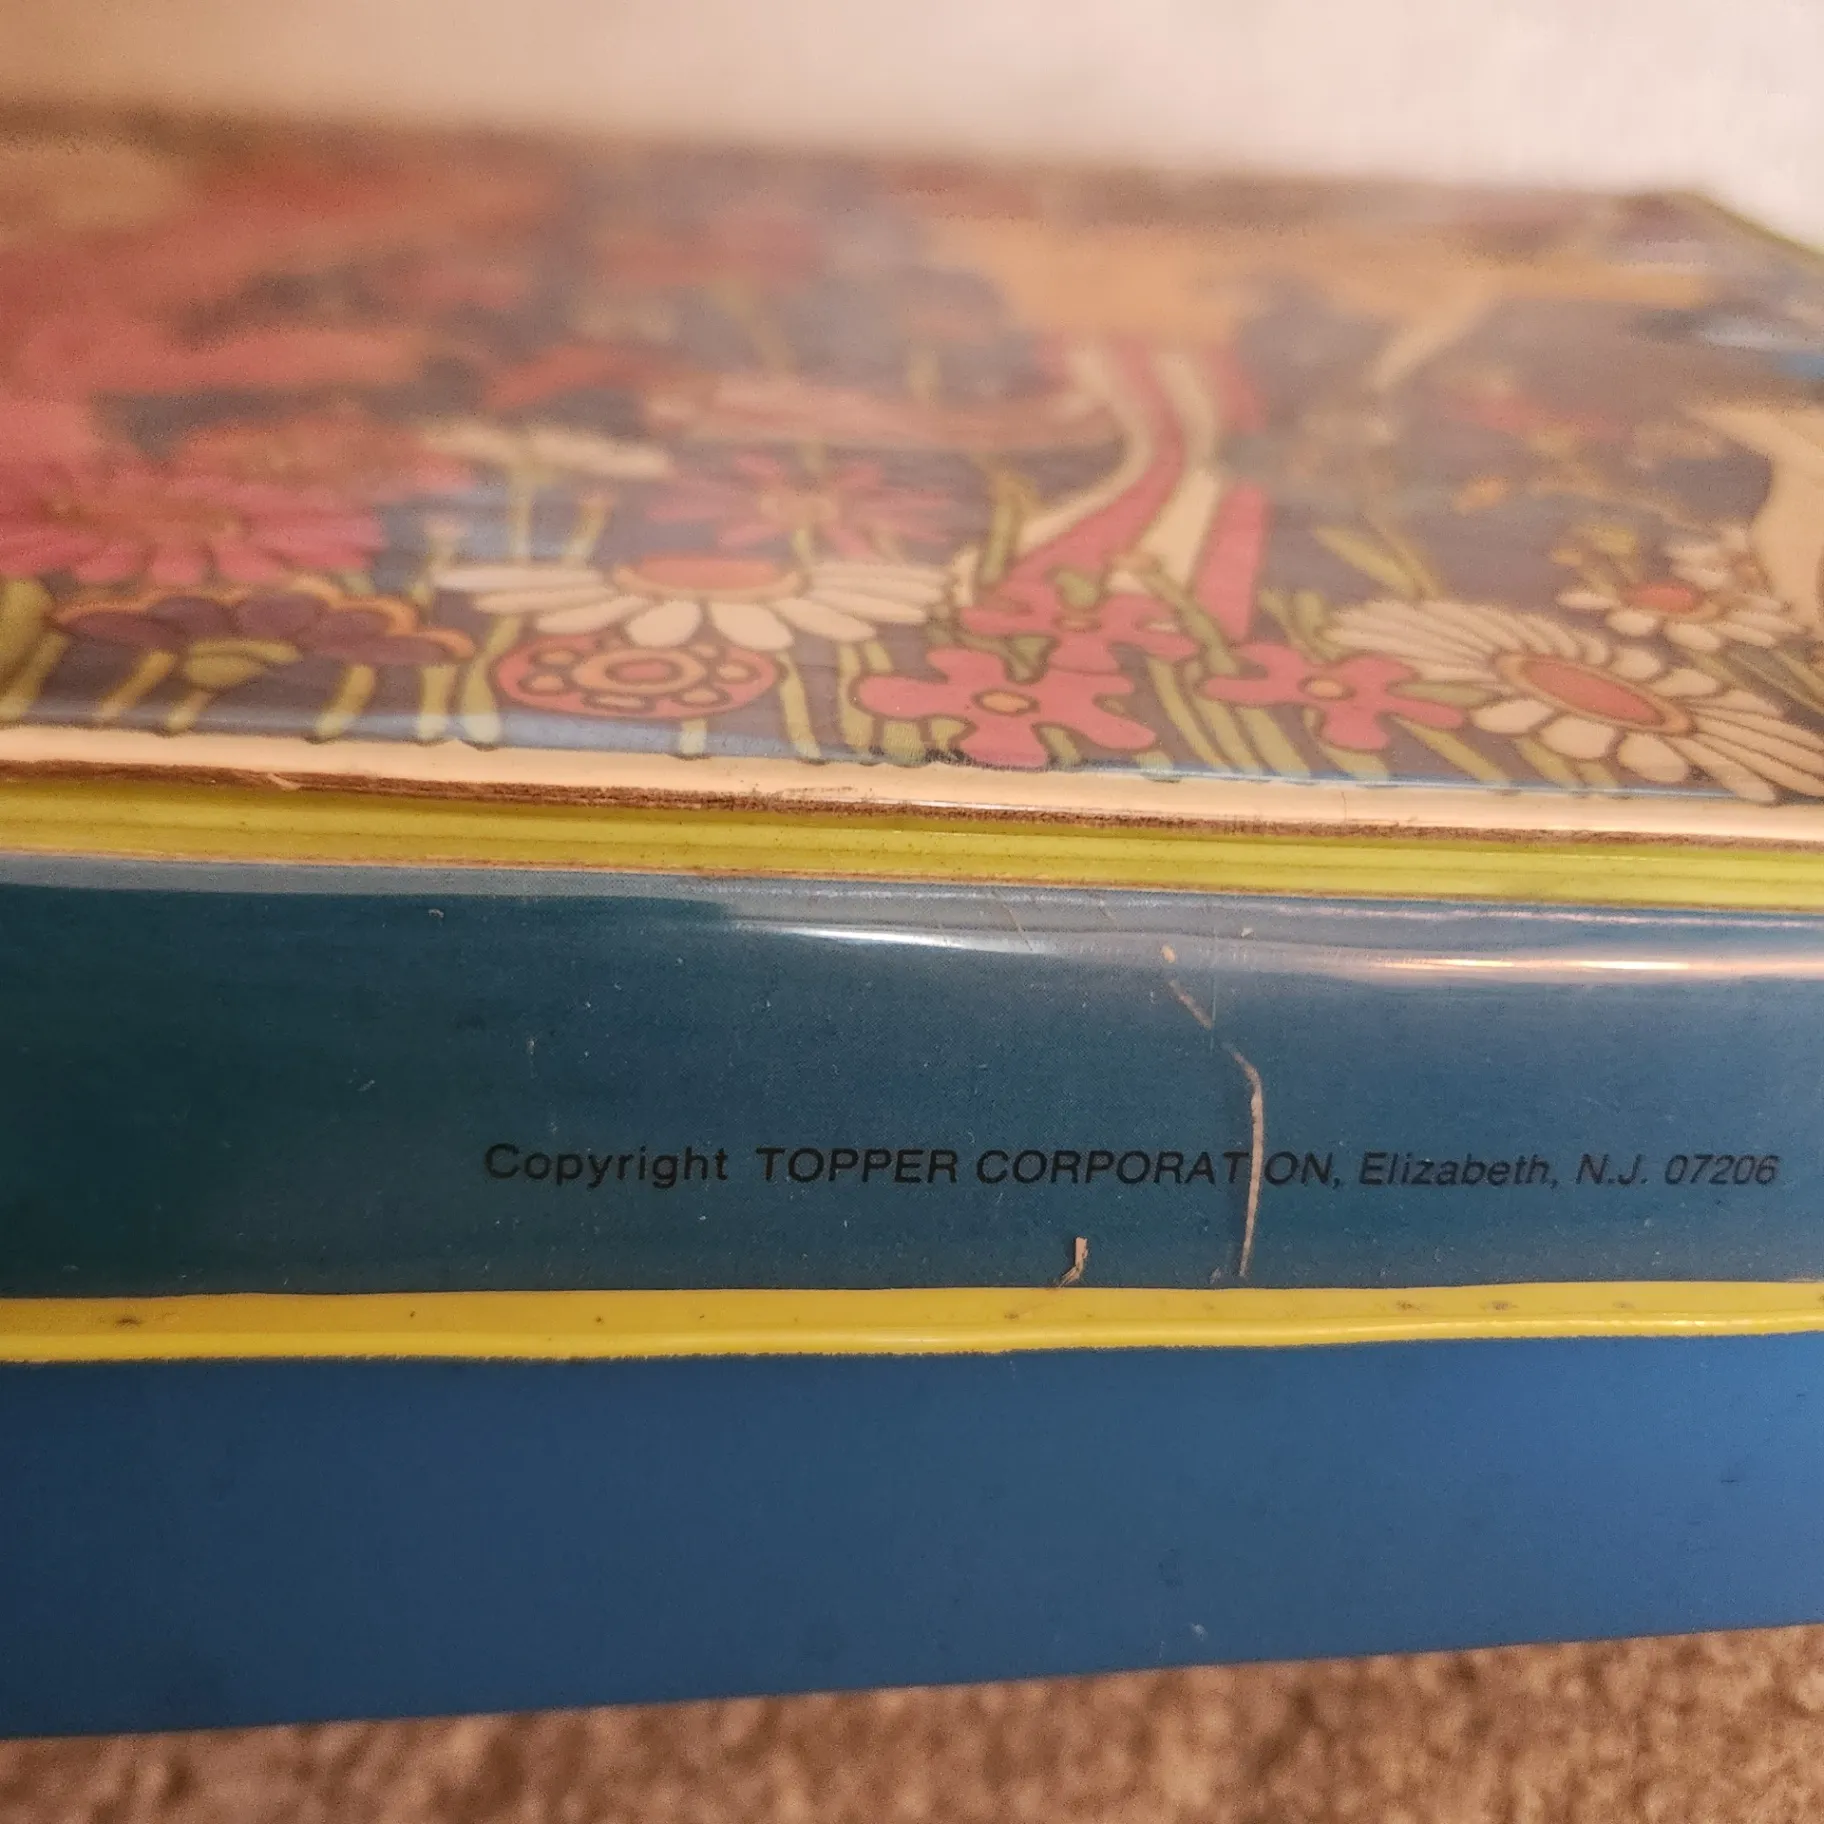 Copyright TOPPER CORPORATION, Elizabeth, N.J. 07206